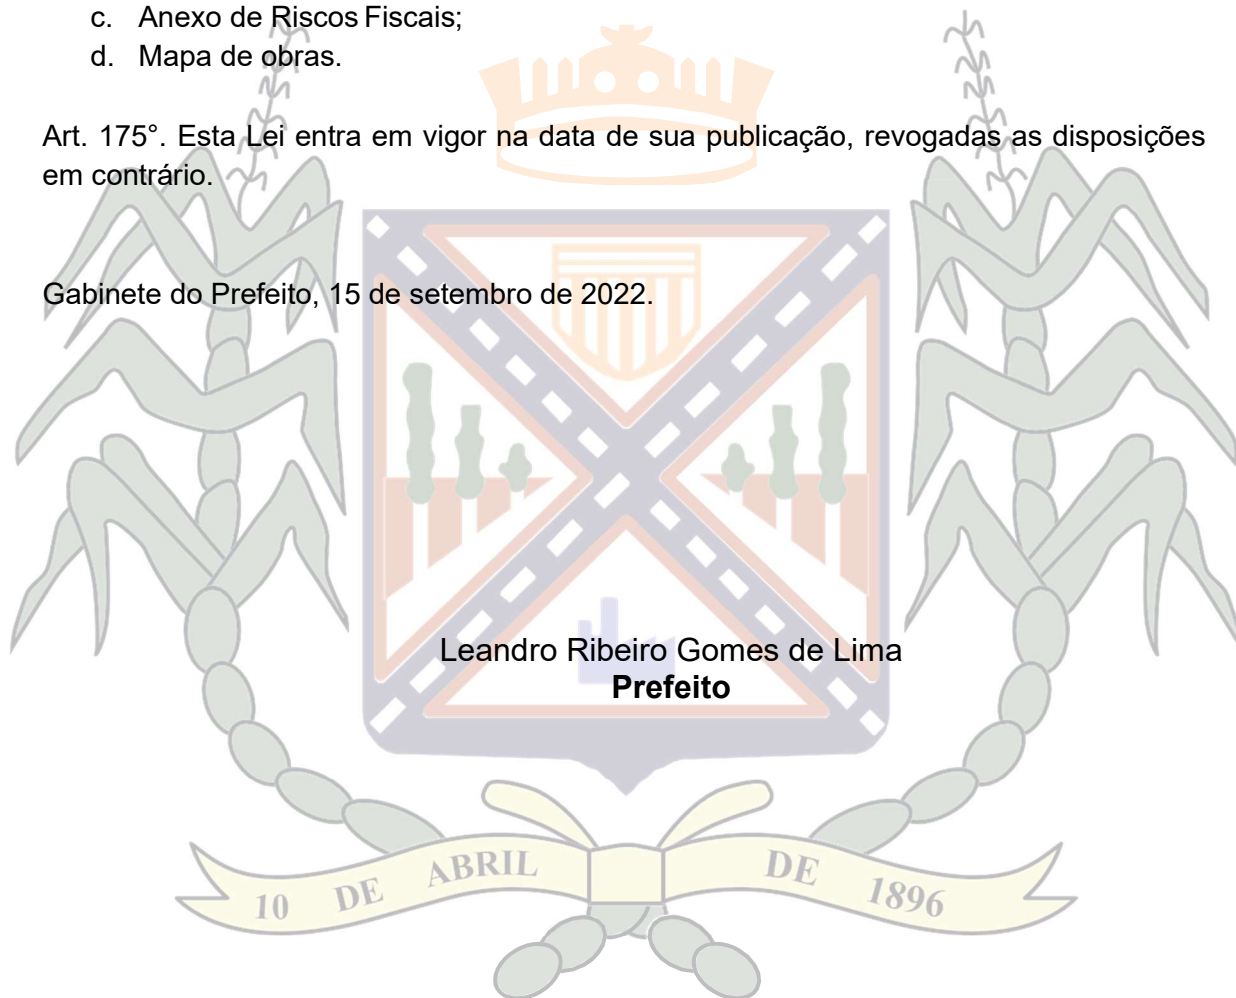 c. Anexo de Riscos Fiscais;
d. Mapa de obras.
Art. 175°. Esta Lei entra em vigor na data de sua publicação, revogadas as disposições
em contrário.
Gabinete do Prefeito, 15 de setembro de 2022.
Leandro Ribeiro Gomes de Lima
Prefeito
10 DE ABRIL DE 1896